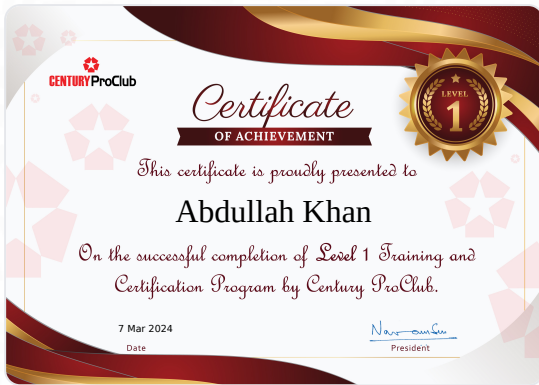 CENTURY ProClub
LEVEL
1
Certificate
OF ACHIEVEMENT
This certificate is proudly presented to
Abdullah Khan
On the successful completion of Level 1 Training and
Certification Program by Century ProClub.
7 Mar 2024
Date
President